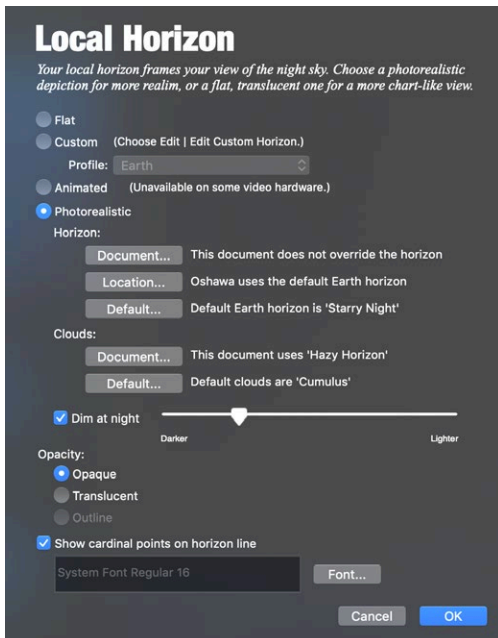 Local Horizon
Your local horizon frames your view of the night sky. Choose a photorealistic
depiction for more realim, or a flat, translucent one for a more chart-like view.
Flat
Custom (Choose Edit | Edit Custom Horizon.)
Profile: Earth
Animated (Unavailable on some video hardware.)
Photorealistic
Horizon:
Document... This document does not override the horizon
Location... Oshawa uses the default Earth horizon
Default... Default Earth horizon is 'Starry Night'
Clouds:
Document... This document uses 'Hazy Horizon'
Default... Default clouds are 'Cumulus'
Dim at night
Darker Lighter
Opacity:
Opaque
Translucent
Outline
Show cardinal points on horizon line
System Font Regular 16 Font...
Cancel OK